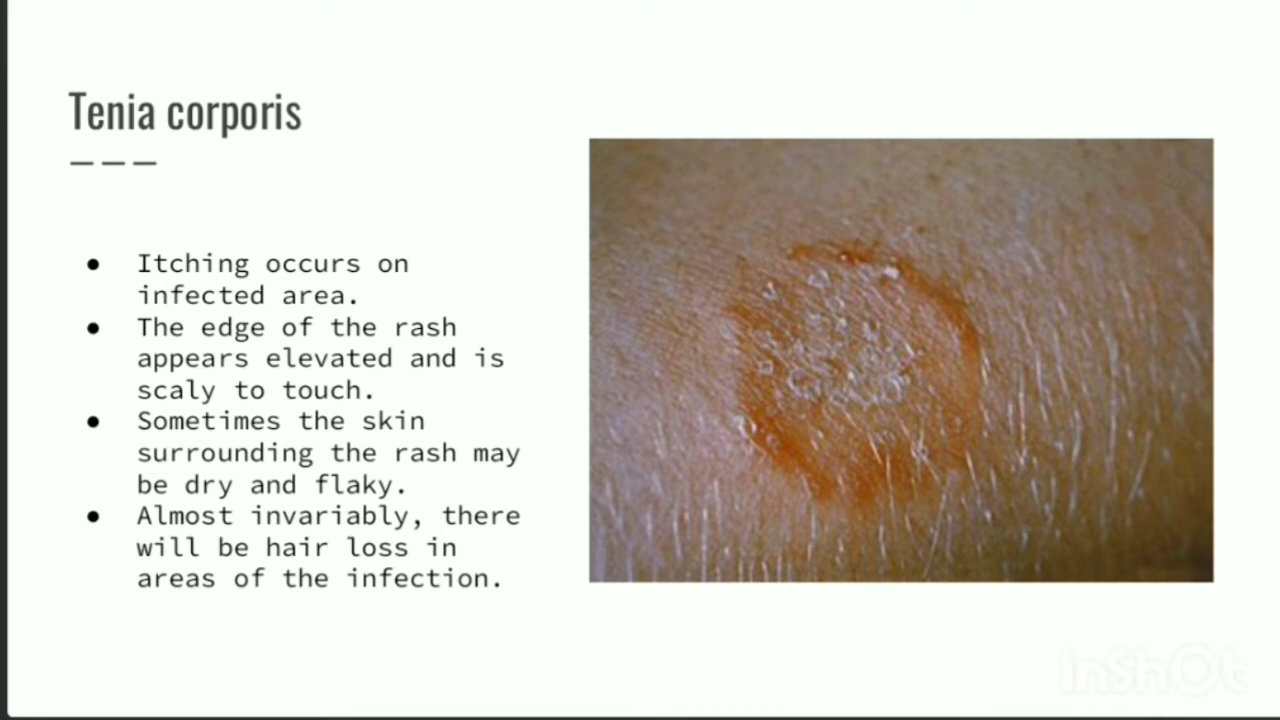 Tenia corporis
● Itching occurs on
infected area.
● The edge of the rash
appears elevated and is
scaly to touch.
● Sometimes the skin
surrounding the rash may
be dry and flaky.
● Almost invariably, there
will be hair loss in
areas of the infection.
InShOt